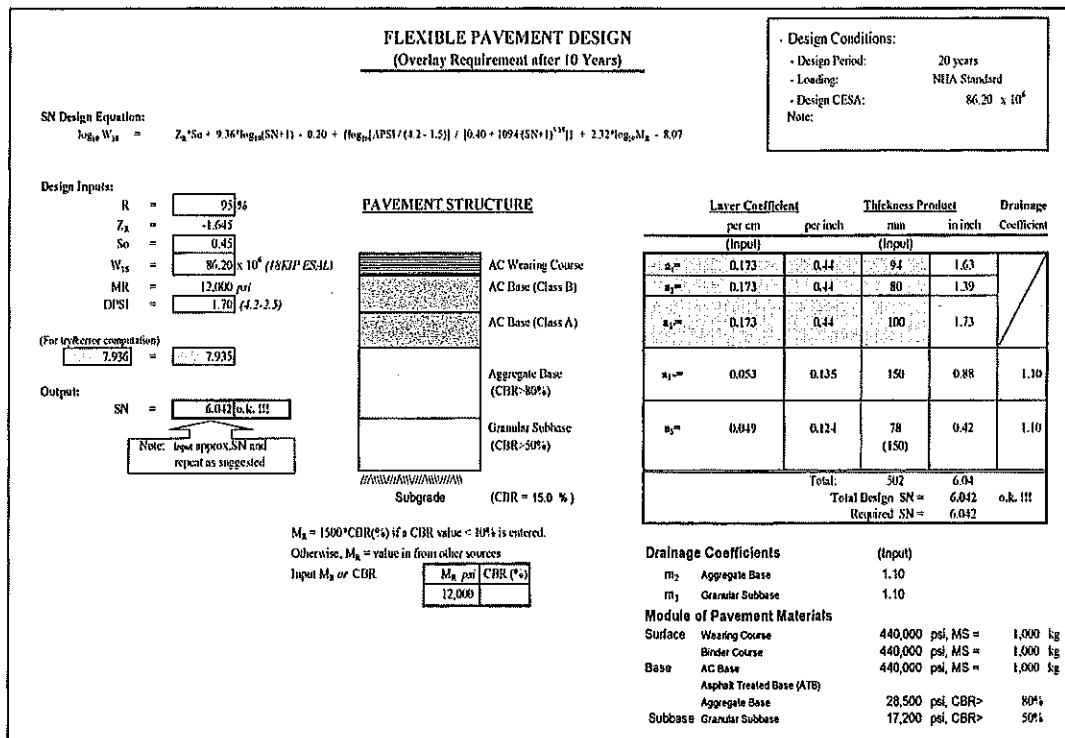 FLEXIBLE PAVEMENT DESIGN
(Overlay Requirement after 10 Years)
- Design Conditions:
- Design Period: 20 years
- Loading: NHA Standard
- Design CESA: 86.20 x 10⁶
Note:
SN Design Equation:
log₁₀ W₁₈ = Z_R*So + 9.36*log₁₀(SN+1) - 0.20 + {log₁₀[ΔPSI / (4.2 - 1.5)] / [0.40 + 1094/(SN+1)^5.19]} + 2.32*log₁₀M_R - 8.07
Design Inputs:
R = 95 %
Z_R = -1.645
So = 0.45
W₁₈ = 86.20 x 10⁶ (18KIP ESAL)
MR = 12,000 psi
DPSI = 1.70 (4.2-2.5)
(For try&error computation)
7.936 = 7.935
Output:
SN = 6.042 o.k. !!!
Note: Input approx.SN and
repeat as suggested
PAVEMENT STRUCTURE
AC Wearing Course
AC Base (Class B)
AC Base (Class A)
Aggregate Base
(CBR>80%)
Granular Subbase
(CBR>50%)
Subgrade (CBR = 15.0 %)
M_R = 1500*CBR(%) if a CBR value < 10% is entered.
Otherwise, M_R = value in from other sources
Input M_R or CBR
M_R psi CBR (%)
12,000
Layer Coefficient Thickness Product Drainage
per cm per inch mm in inch Coefficient
(Input) (Input)
a₁= 0.173 0.44 94 1.63
0.173 0.44 80 1.39
0.173 0.44 100 1.73
0.053 0.135 150 0.88 1.10
a₃= 0.049 0.124 78 0.42 1.10
(150)
Total: 502 6.04
Total Design SN = 6.042 o.k. !!!
Required SN = 6.042
Drainage Coefficients (Input)
m₂ Aggregate Base 1.10
m₃ Granular Subbase 1.10
Module of Pavement Materials
Surface Wearing Course 440,000 psi, MS = 1,000 kg
Binder Course 440,000 psi, MS = 1,000 kg
Base AC Base 440,000 psi, MS = 1,000 kg
Asphalt Treated Base (ATB)
Aggregate Base 28,500 psi, CBR> 80%
Subbase Granular Subbase 17,200 psi, CBR> 50%